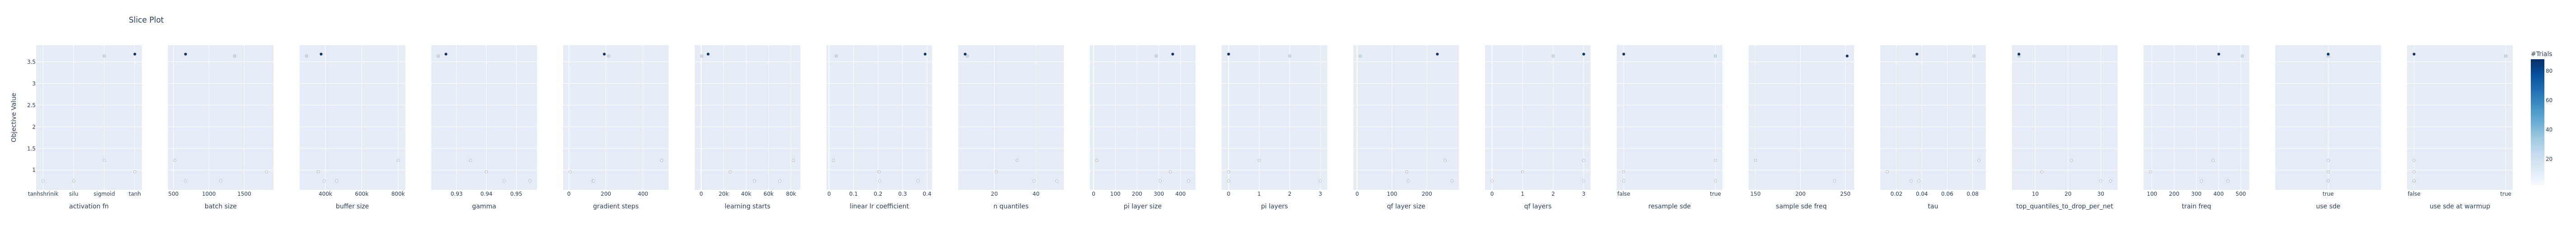 Slice Plot
#Trials
80
60
40
20
Objective Value
3.5
3
2.5
2
1.5
1
tanhshrinik silu sigmoid tanh
500 1000 1500
400k 600k 800k
0.93 0.94 0.95
0 200 400
0 20k 40k 60k 80k
0 0.1 0.2 0.3 0.4
20 40
0 100 200 300 400
0 1 2 3
0 100 200
0 1 2 3
false true
150 200 250
0.02 0.04 0.06 0.08
10 20 30
100 200 300 400 500
true
false true
activation fn
batch size
buffer size
gamma
gradient steps
learning starts
linear lr coefficient
n quantiles
pi layer size
pi layers
qf layer size
qf layers
resample sde
sample sde freq
tau
top_quantiles_to_drop_per_net
train freq
use sde
use sde at warmup